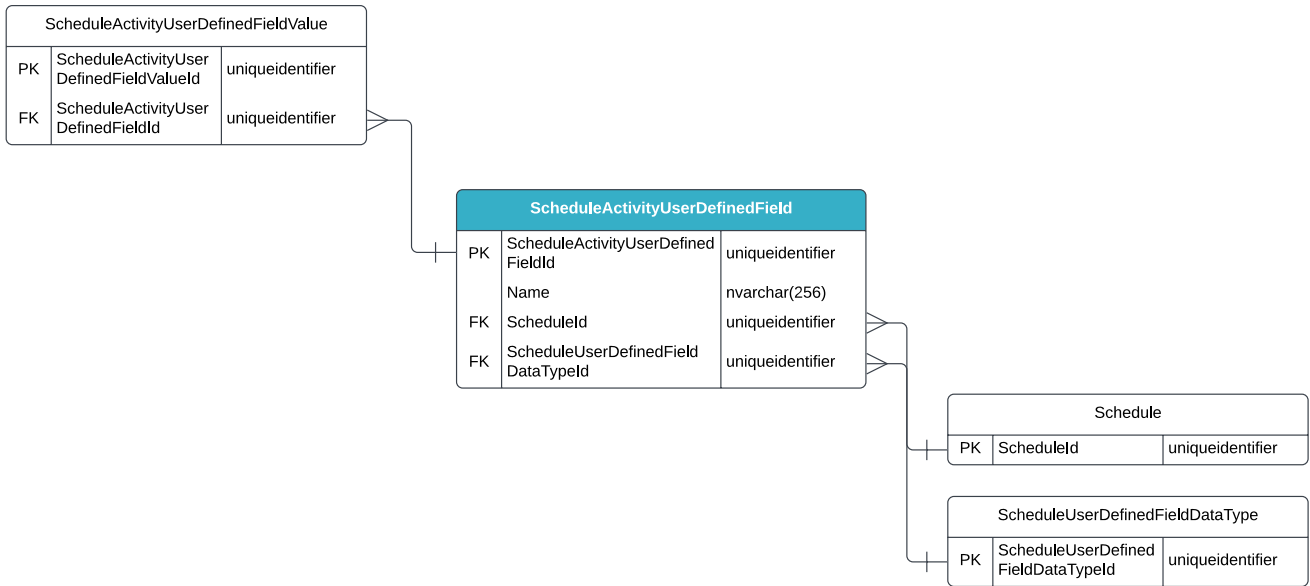 ScheduleActivityUserDefinedFieldValue
PK ScheduleActivityUser uniqueidentifier
DefinedFieldValueId
FK ScheduleActivityUser uniqueidentifier
DefinedFieldId
ScheduleActivityUserDefinedField
PK ScheduleActivityUserDefined uniqueidentifier
FieldId
Name nvarchar(256)
FK ScheduleId uniqueidentifier
FK ScheduleUserDefinedField uniqueidentifier
DataTypeId
Schedule
PK ScheduleId uniqueidentifier
ScheduleUserDefinedFieldDataType
PK ScheduleUserDefined uniqueidentifier
FieldDataTypeId